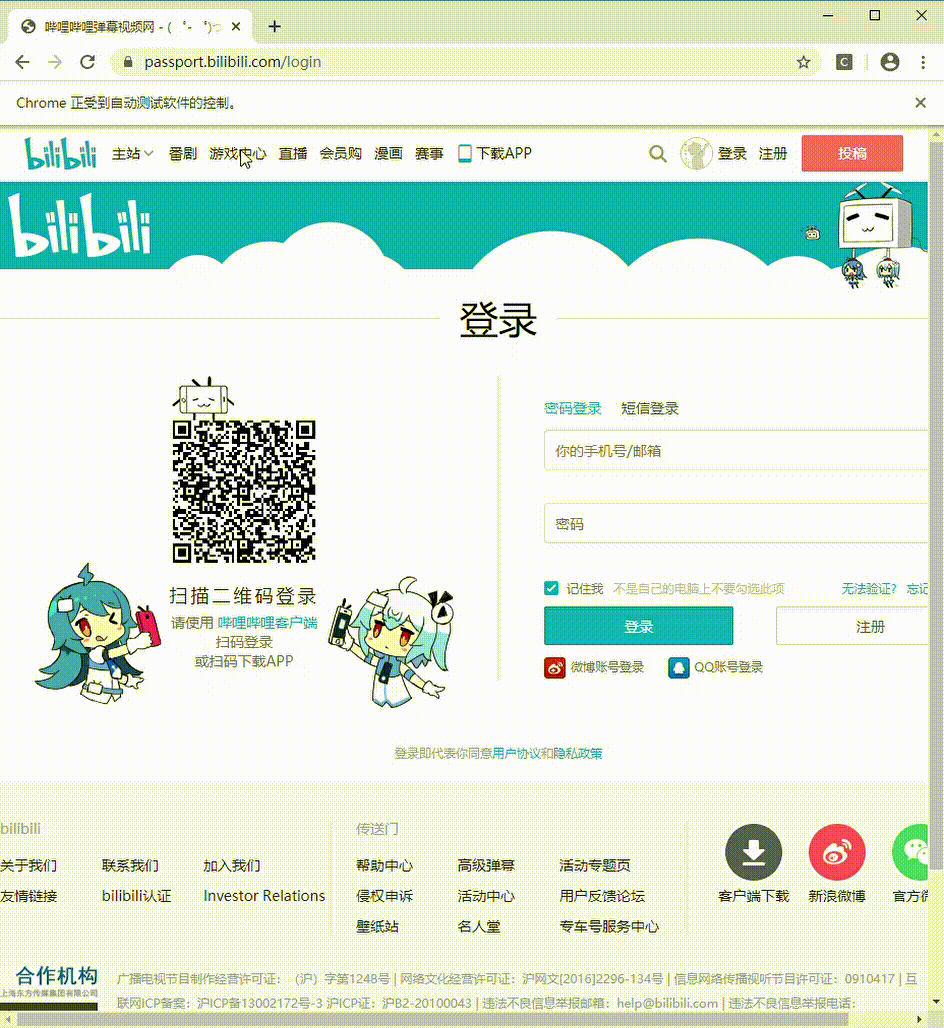 哔哩哔哩弹幕视频网 - ( ゜- ゜)つ
passport.bilibili.com/login
Chrome 正受到自动测试软件的控制。
bilibili 主站 番剧 游戏中心 直播 会员购 漫画 赛事 下载APP 登录 注册 投稿
bilibili
登录
密码登录 短信登录
你的手机号/邮箱
密码
记住我 不是自己的电脑上不要勾选此项 无法验证? 忘记
登录 注册
微博账号登录 QQ账号登录
扫描二维码登录
请使用 哔哩哔哩客户端
扫码登录
或扫码下载APP
登录即代表你同意用户协议和隐私政策
bilibili
关于我们 联系我们 加入我们
友情链接 bilibili认证 Investor Relations
传送门
帮助中心 高级弹幕 活动专题页
侵权申诉 活动中心 用户反馈论坛
壁纸站 名人堂 专车号服务中心
客户端下载 新浪微博 官方微
合作机构
上海东方传媒集团有限公司
广播电视节目制作经营许可证：（沪）字第1248号 | 网络文化经营许可证：沪网文[2016]2296-134号 | 信息网络传播视听节目许可证：0910417 | 互
联网ICP备案：沪ICP备13002172号-3 沪ICP证：沪B2-20100043 | 违法不良信息举报邮箱：help@bilibili.com | 违法不良信息举报电话：